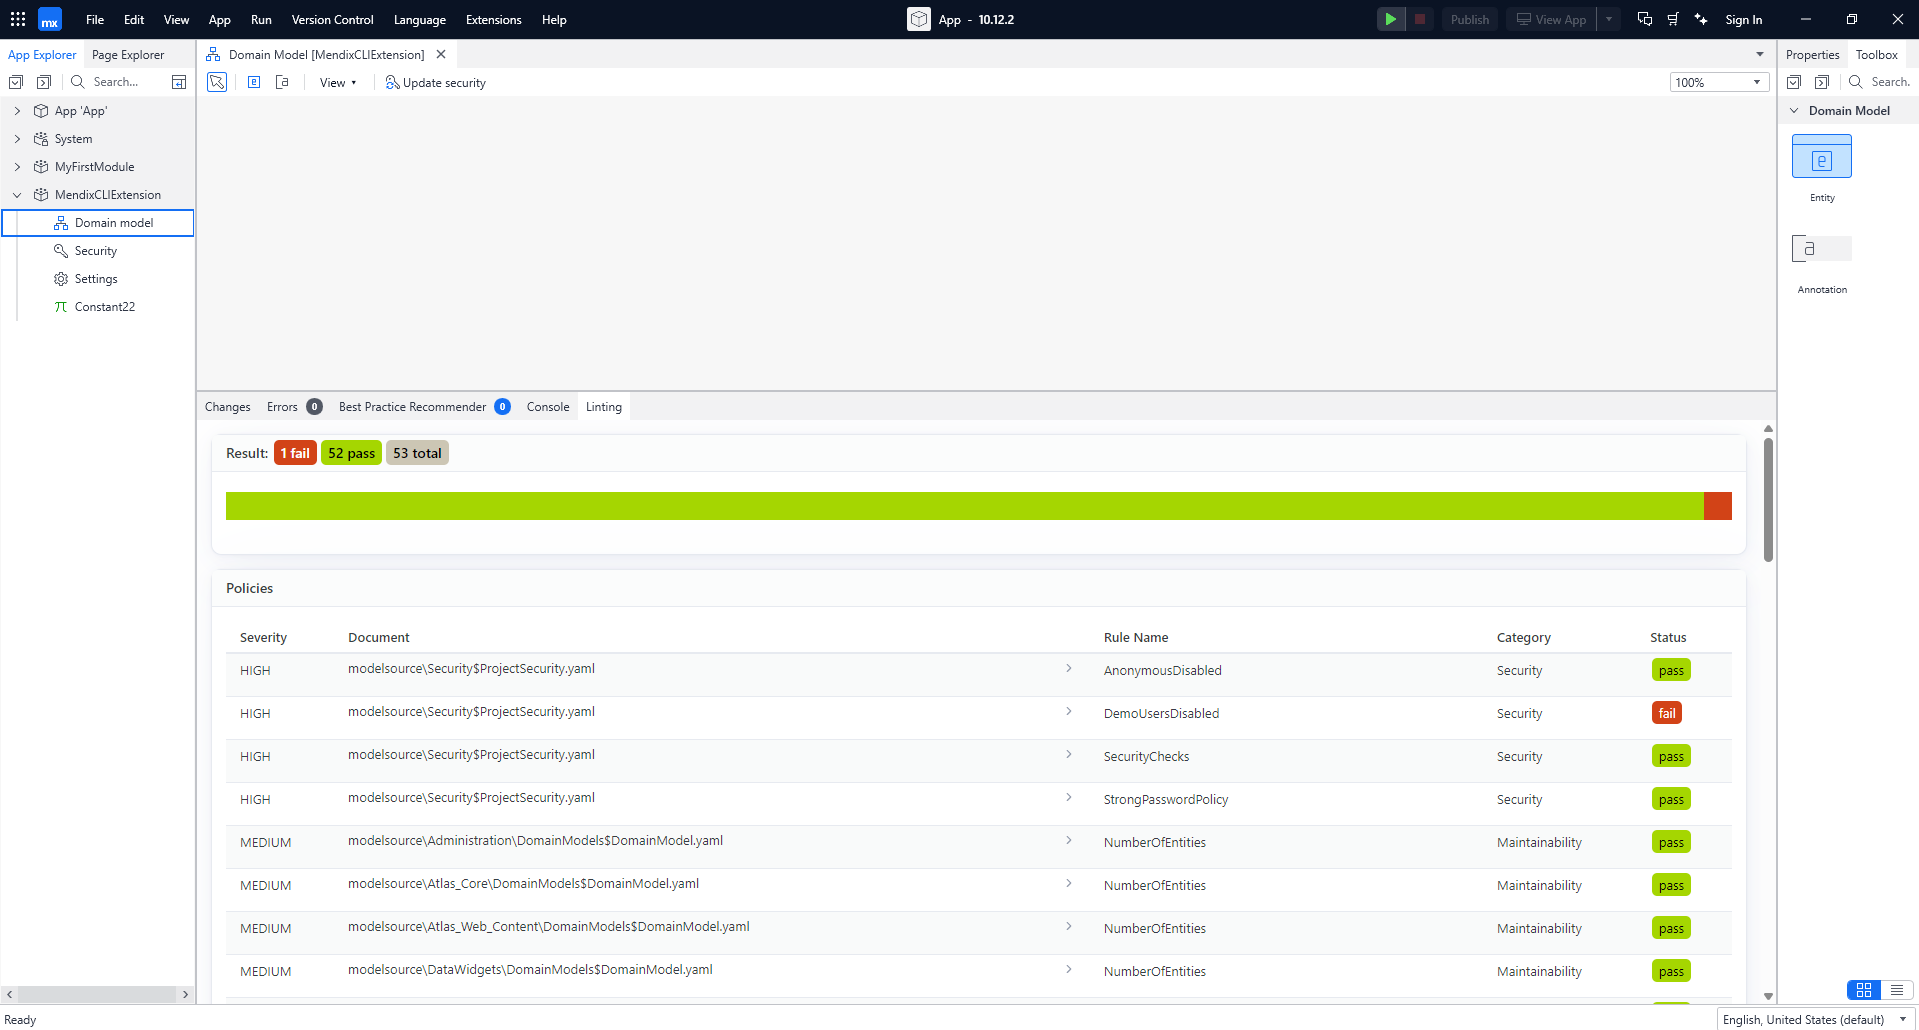 mx File Edit View App Run Version Control Language Extensions Help App - 10.12.2 Publish View App Sign In
App Explorer Page Explorer Domain Model [MendixCLIExtension] Properties Toolbox
Search... View Update security 100% Search.
App 'App'
System
MyFirstModule
MendixCLIExtension
Domain model
Security
Settings
Constant22
Domain Model
e
Entity
a
Annotation
Changes Errors 0 Best Practice Recommender 0 Console Linting
Result: 1 fail 52 pass 53 total
Policies
Severity Document Rule Name Category Status
HIGH modelsource\Security$ProjectSecurity.yaml AnonymousDisabled Security pass
HIGH modelsource\Security$ProjectSecurity.yaml DemoUsersDisabled Security fail
HIGH modelsource\Security$ProjectSecurity.yaml SecurityChecks Security pass
HIGH modelsource\Security$ProjectSecurity.yaml StrongPasswordPolicy Security pass
MEDIUM modelsource\Administration\DomainModels$DomainModel.yaml NumberOfEntities Maintainability pass
MEDIUM modelsource\Atlas_Core\DomainModels$DomainModel.yaml NumberOfEntities Maintainability pass
MEDIUM modelsource\Atlas_Web_Content\DomainModels$DomainModel.yaml NumberOfEntities Maintainability pass
MEDIUM modelsource\DataWidgets\DomainModels$DomainModel.yaml NumberOfEntities Maintainability pass
Ready English, United States (default)